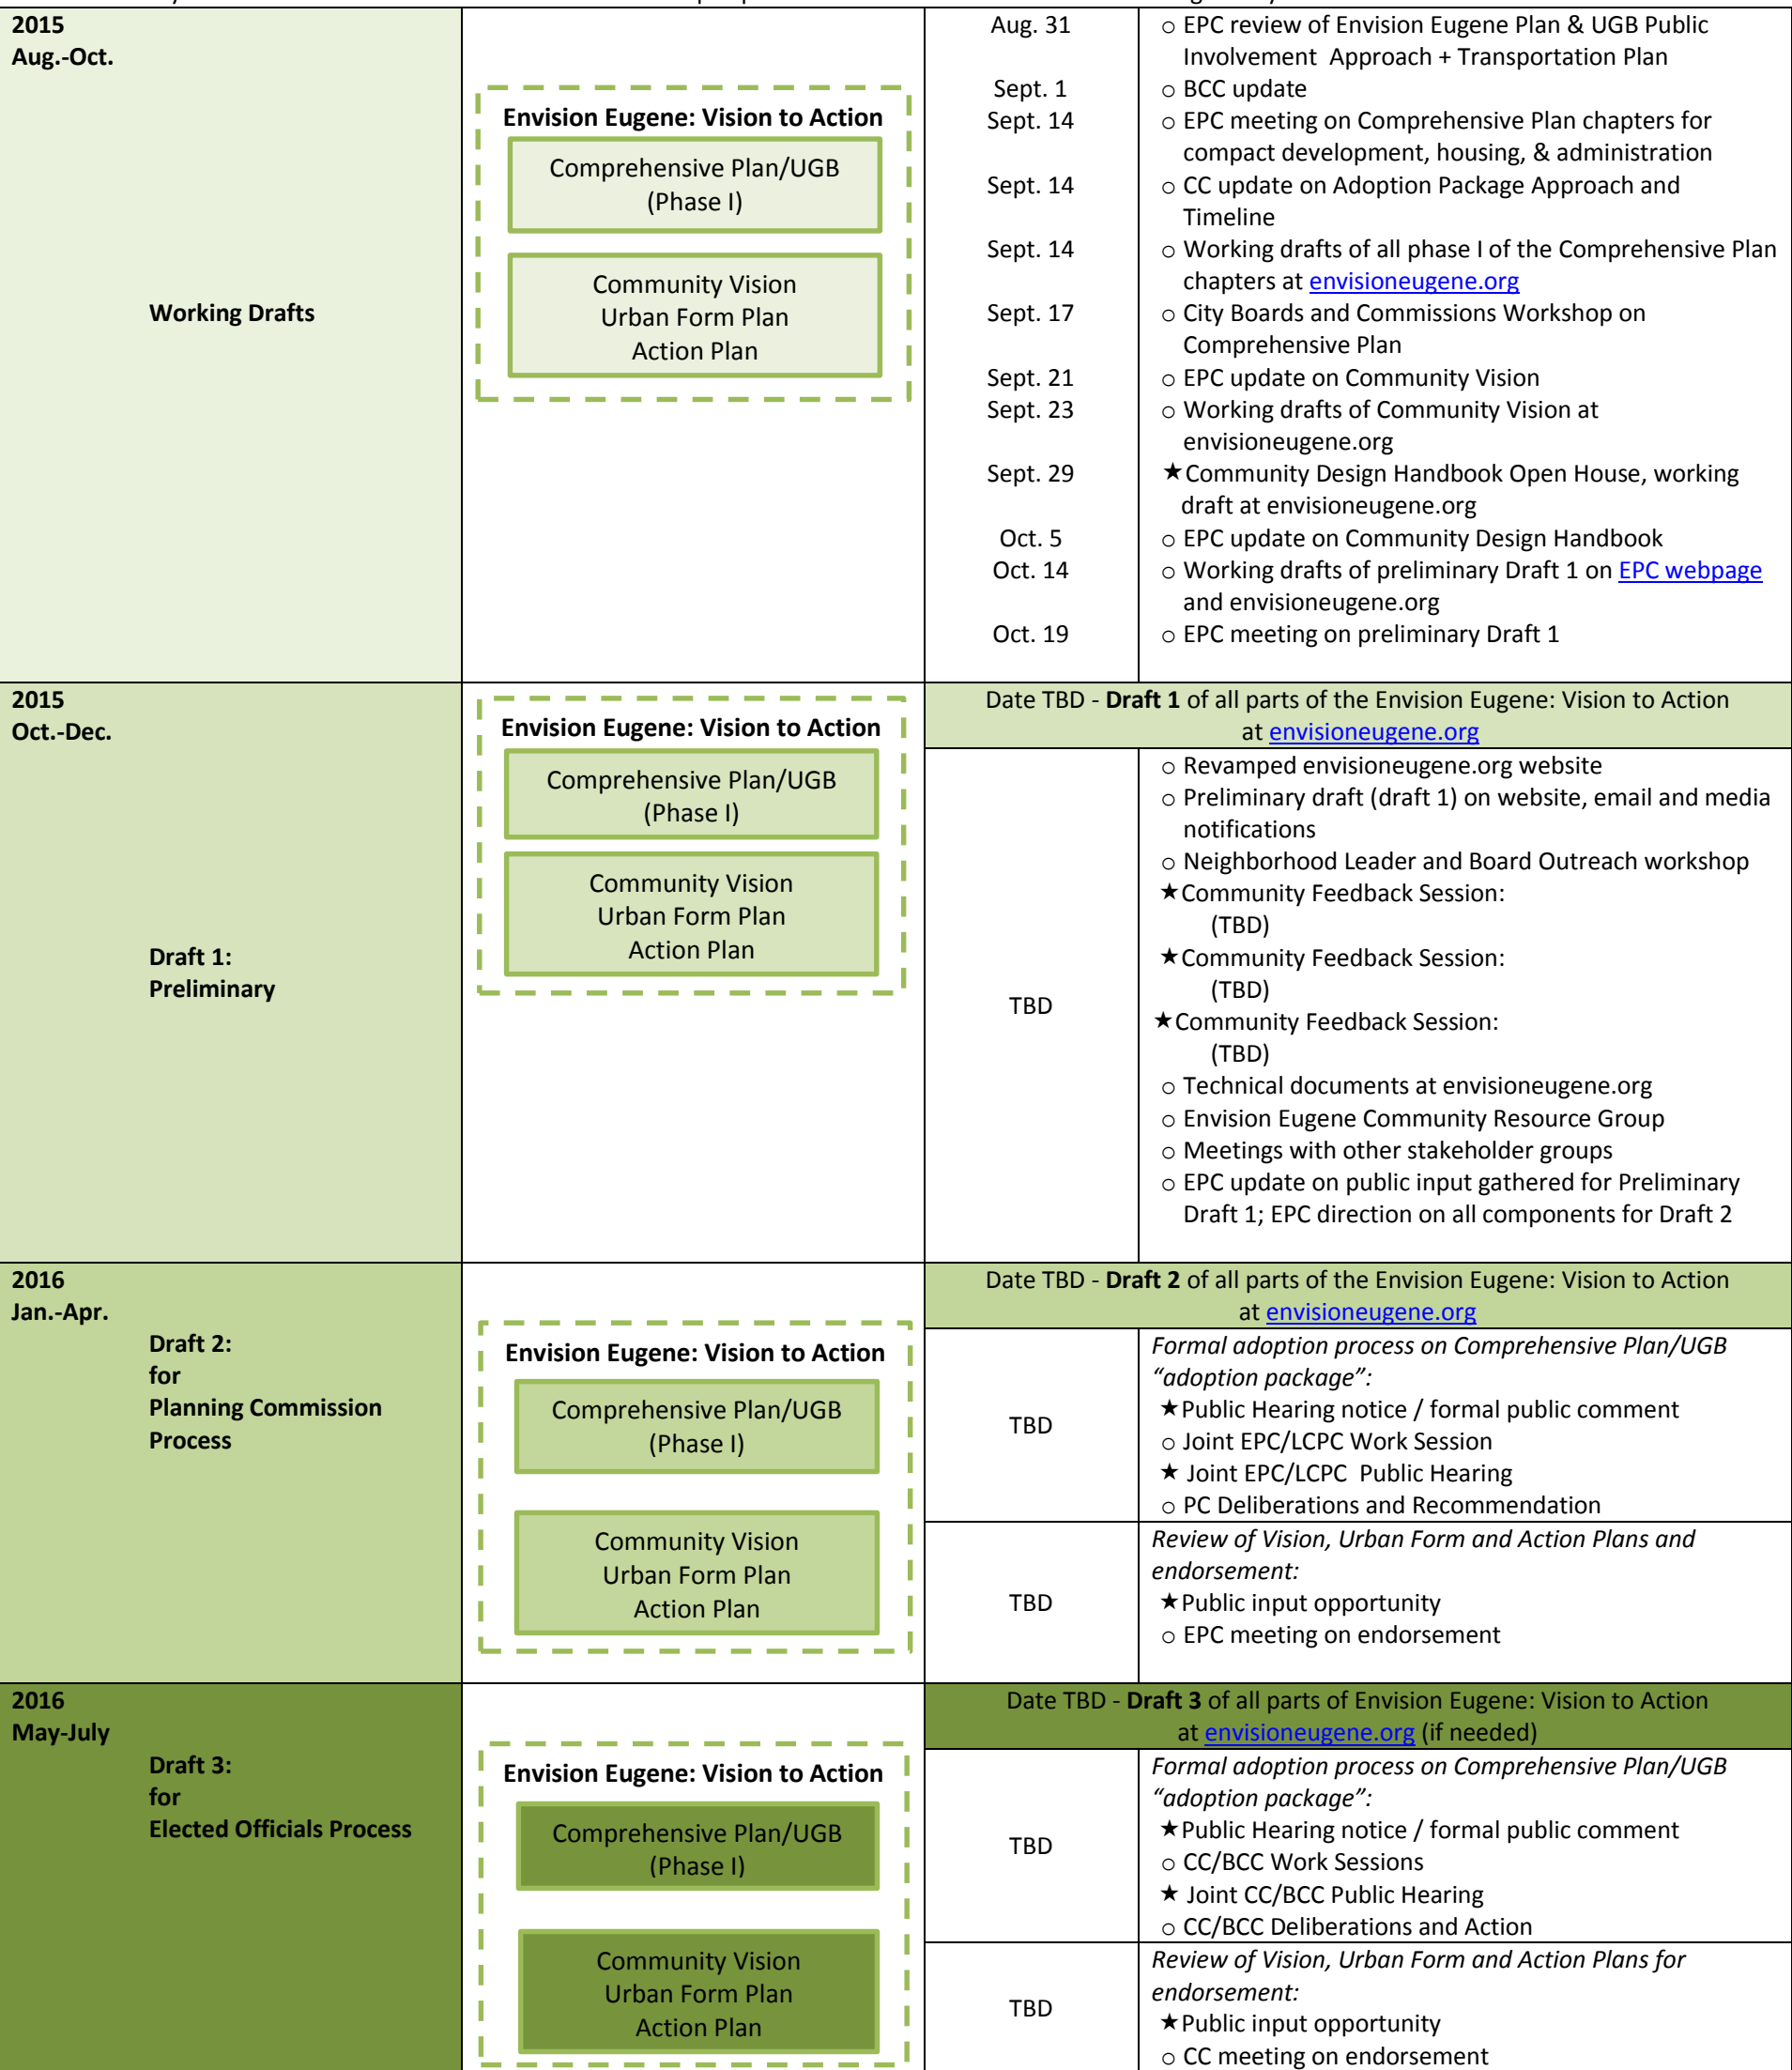 2015
Aug.-Oct.
Working Drafts
Envision Eugene: Vision to Action
Comprehensive Plan/UGB
(Phase I)
Community Vision
Urban Form Plan
Action Plan
Aug. 31
○ EPC review of Envision Eugene Plan & UGB Public
Involvement Approach + Transportation Plan
Sept. 1
○ BCC update
Sept. 14
○ EPC meeting on Comprehensive Plan chapters for
compact development, housing, & administration
Sept. 14
○ CC update on Adoption Package Approach and
Timeline
Sept. 14
○ Working drafts of all phase I of the Comprehensive Plan
chapters at envisioneugene.org
Sept. 17
○ City Boards and Commissions Workshop on
Comprehensive Plan
Sept. 21
○ EPC update on Community Vision
Sept. 23
○ Working drafts of Community Vision at
envisioneugene.org
Sept. 29
★Community Design Handbook Open House, working
draft at envisioneugene.org
Oct. 5
○ EPC update on Community Design Handbook
Oct. 14
○ Working drafts of preliminary Draft 1 on EPC webpage
and envisioneugene.org
Oct. 19
○ EPC meeting on preliminary Draft 1
2015
Oct.-Dec.
Draft 1:
Preliminary
Envision Eugene: Vision to Action
Comprehensive Plan/UGB
(Phase I)
Community Vision
Urban Form Plan
Action Plan
Date TBD - Draft 1 of all parts of the Envision Eugene: Vision to Action
at envisioneugene.org
TBD
○ Revamped envisioneugene.org website
○ Preliminary draft (draft 1) on website, email and media
notifications
○ Neighborhood Leader and Board Outreach workshop
★Community Feedback Session:
(TBD)
★Community Feedback Session:
(TBD)
★Community Feedback Session:
(TBD)
○ Technical documents at envisioneugene.org
○ Envision Eugene Community Resource Group
○ Meetings with other stakeholder groups
○ EPC update on public input gathered for Preliminary
Draft 1; EPC direction on all components for Draft 2
2016
Jan.-Apr.
Draft 2:
for
Planning Commission
Process
Envision Eugene: Vision to Action
Comprehensive Plan/UGB
(Phase I)
Community Vision
Urban Form Plan
Action Plan
Date TBD - Draft 2 of all parts of the Envision Eugene: Vision to Action
at envisioneugene.org
TBD
Formal adoption process on Comprehensive Plan/UGB
“adoption package”:
★Public Hearing notice / formal public comment
○ Joint EPC/LCPC Work Session
★ Joint EPC/LCPC Public Hearing
○ PC Deliberations and Recommendation
TBD
Review of Vision, Urban Form and Action Plans and
endorsement:
★Public input opportunity
○ EPC meeting on endorsement
2016
May-July
Draft 3:
for
Elected Officials Process
Envision Eugene: Vision to Action
Comprehensive Plan/UGB
(Phase I)
Community Vision
Urban Form Plan
Action Plan
Date TBD - Draft 3 of all parts of Envision Eugene: Vision to Action
at envisioneugene.org (if needed)
TBD
Formal adoption process on Comprehensive Plan/UGB
“adoption package”:
★Public Hearing notice / formal public comment
○ CC/BCC Work Sessions
★ Joint CC/BCC Public Hearing
○ CC/BCC Deliberations and Action
TBD
Review of Vision, Urban Form and Action Plans for
endorsement:
★Public input opportunity
○ CC meeting on endorsement